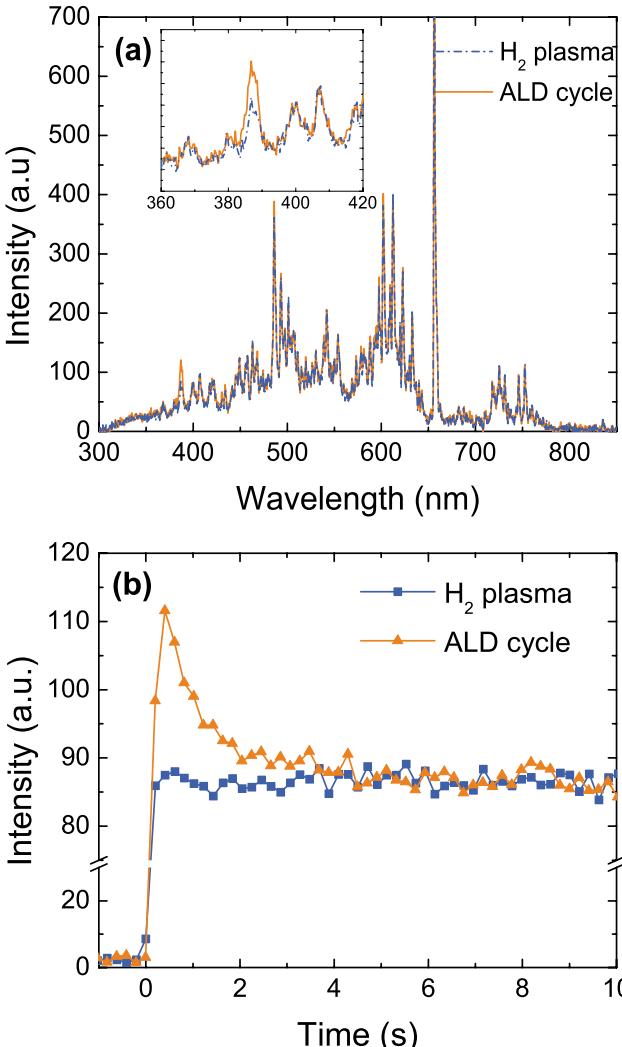 700
(a)
H2 plasma
600
ALD cycle
500
360 380 400 420
400
300
200
100
0
300 400 500 600 700 800
Intensity (a.u)
Wavelength (nm)
120
(b)
H2 plasma
110
ALD cycle
100
90
80
20
0
0 2 4 6 8 10
Intensity (a.u.)
Time (s)